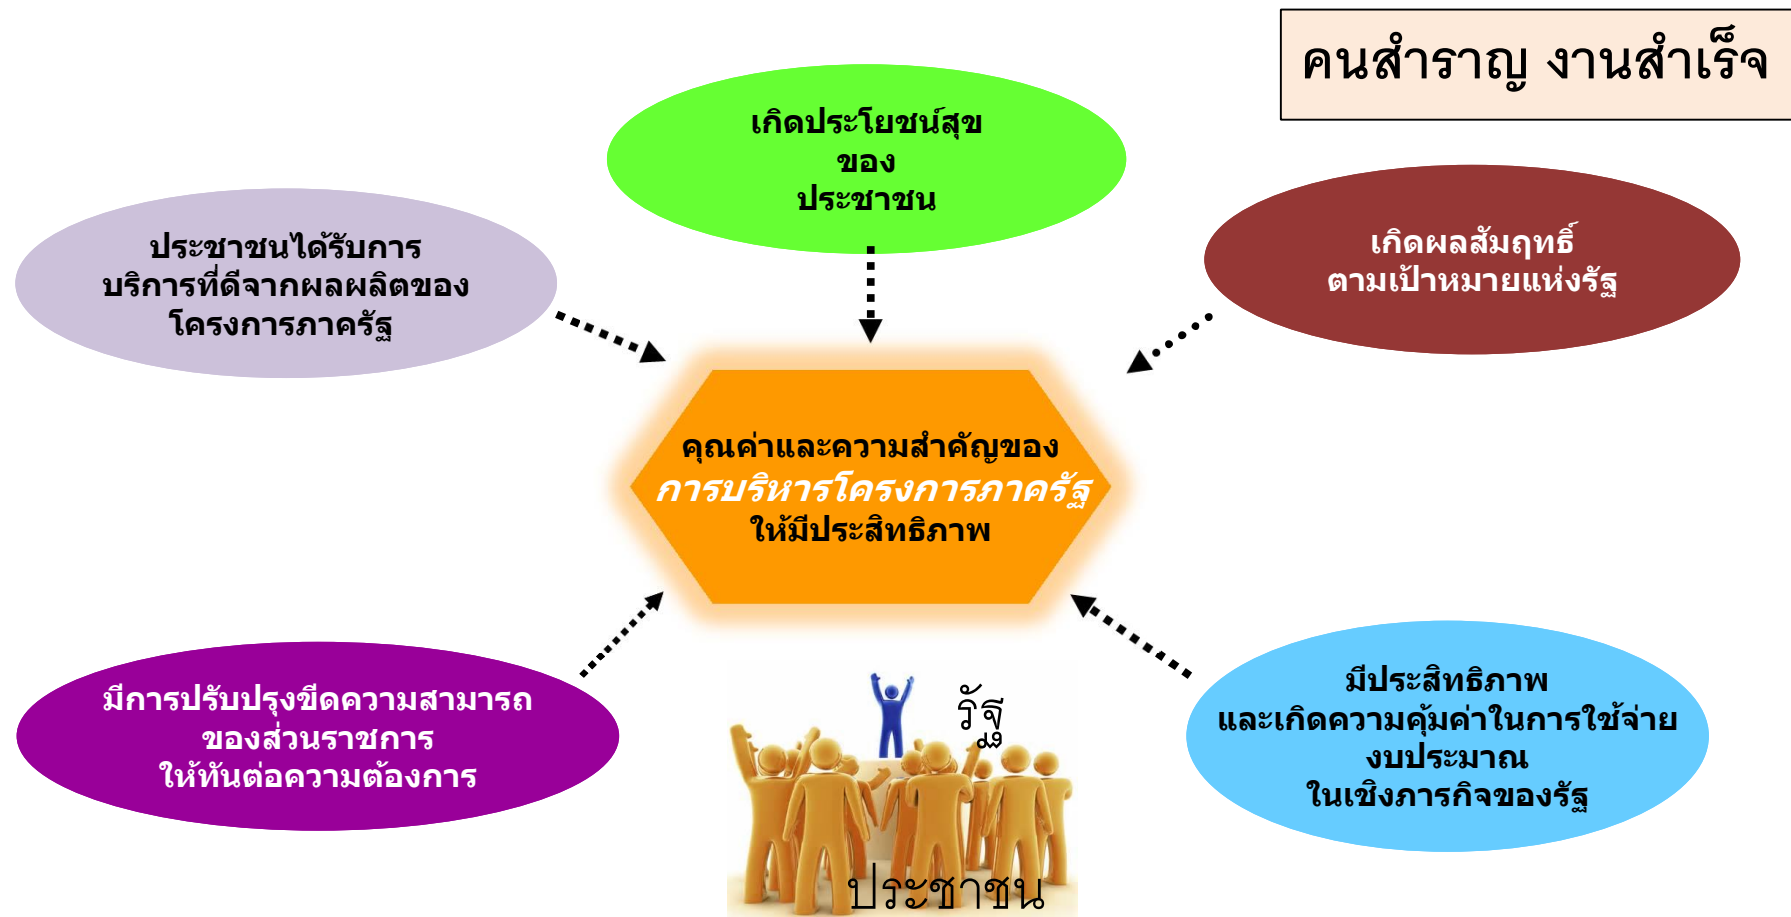 คนสำราญ งานสำเร็จ
เกิดประโยชน์สุข
ของ
ประชาชน
ประชาชนได้รับการ
บริการที่ดีจากผลผลิตของ
โครงการภาครัฐ
เกิดผลสัมฤทธิ์
ตามเป้าหมายแห่งรัฐ
คุณค่าและความสำคัญของ
การบริหารโครงการภาครัฐ
ให้มีประสิทธิภาพ
มีการปรับปรุงขีดความสามารถ
ของส่วนราชการ
ให้ทันต่อความต้องการ
มีประสิทธิภาพ
และเกิดความคุ้มค่าในการใช้จ่าย
งบประมาณ
ในเชิงภารกิจของรัฐ
รัฐ
ประชาชน